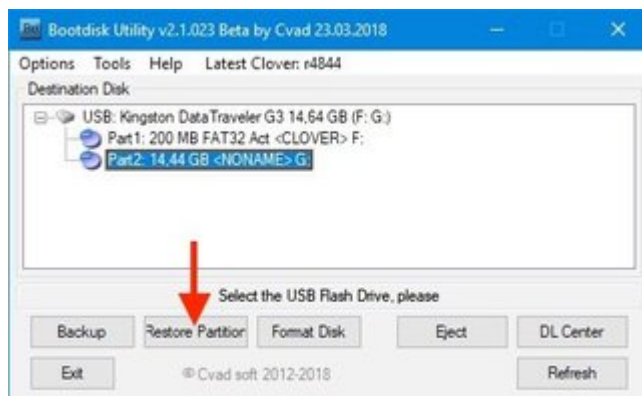 Bootdisk Utility v2.1.023 Beta by Cvad 23.03.2018
Options Tools Help Latest Clover: r4844
Destination Disk
USB: Kingston DataTraveler G3 14,64 GB (F: G:)
Part1: 200 MB FAT32 Act <CLOVER> F:
Part2: 14,44 GB <NONAME> G:
Select the USB Flash Drive, please
Backup Restore Partition Format Disk Eject DL Center
Exit © Cvad soft 2012-2018 Refresh